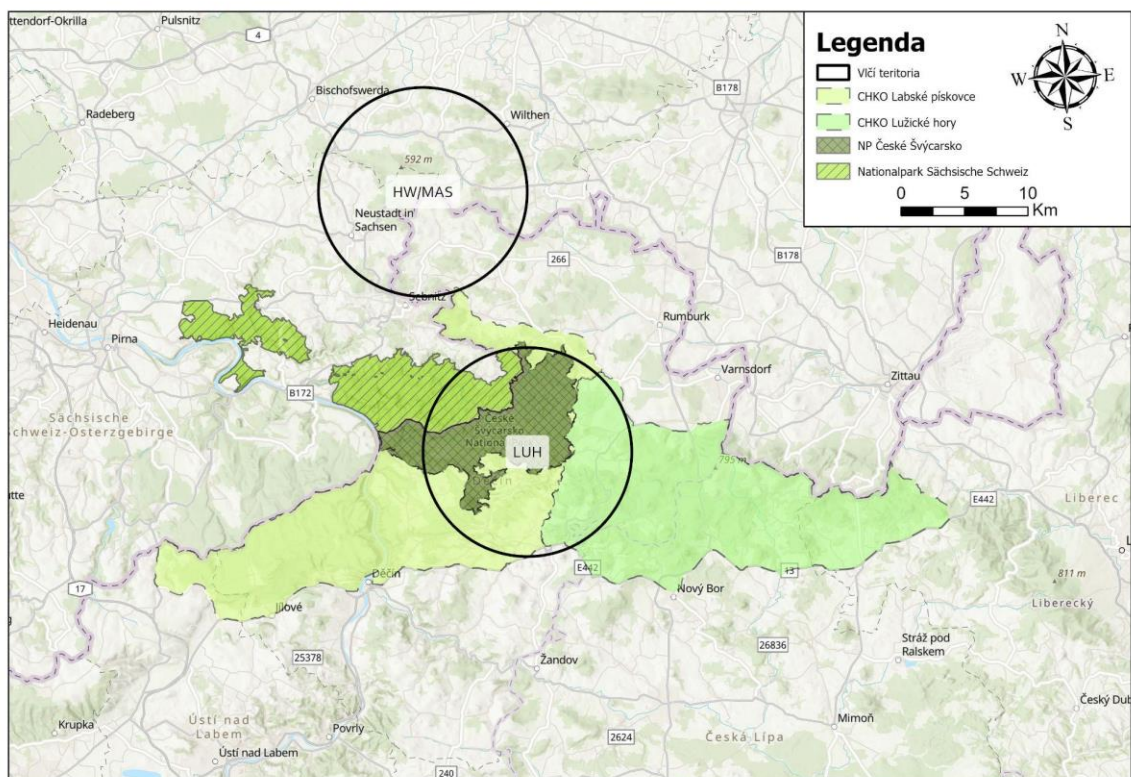 ttendorf-Okrilla
Pulsnitz
4
Bischofswerda
Radeberg
Wilthen
B178
592 m
HW/MAS
Neustadt in
Sachsen
266
B178
Sebnitz
Heidenau
Pirna
Rumburk
Varnsdorf
Zittau
B172
Sächsische
Schweiz-Osterzgebirge
České
Švýcarsko
LUH
795 m
E442
Liberec
17
Děčín
E442
13
Nový Bor
811 m
Liberecký
Jílové
25378
26836
Stráž pod
Ralskem
Žandov
Český Dub
Krupka
Ústí nad
Labem
Povrly
Ústí nad Labem
2624
Česká Lípa
Mimoň
240
Legenda
Vlčí teritoria
CHKO Labské pískovce
CHKO Lužické hory
NP České Švýcarsko
Nationalpark Sächsische Schweiz
0 5 10
Km
N
W E
S